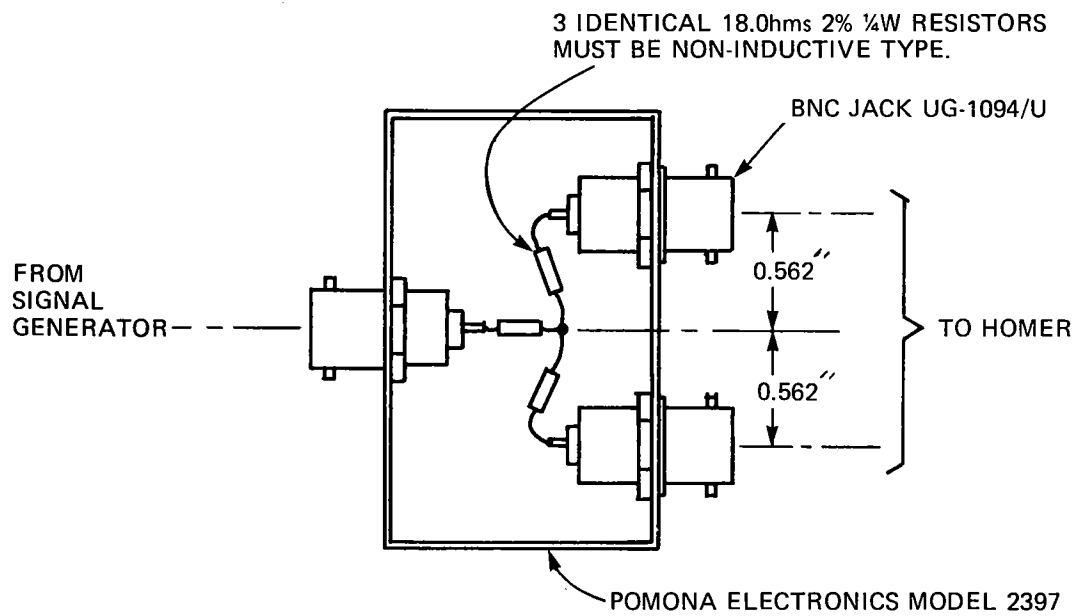 3 IDENTICAL 18.0hms 2% ¼W RESISTORS
MUST BE NON-INDUCTIVE TYPE.
BNC JACK UG-1094/U
0.562"
FROM
SIGNAL
GENERATOR
TO HOMER
0.562"
POMONA ELECTRONICS MODEL 2397